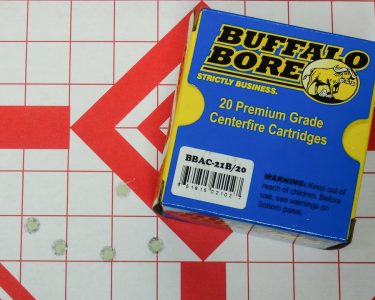 BUFFALO
BORE
STRICTLY BUSINESS.
20 Premium Grade
Centerfire Cartridges
BBAC-21B/20
WARNING: Keep out of
reach of children. Before
use, see warnings on
bottom panel.